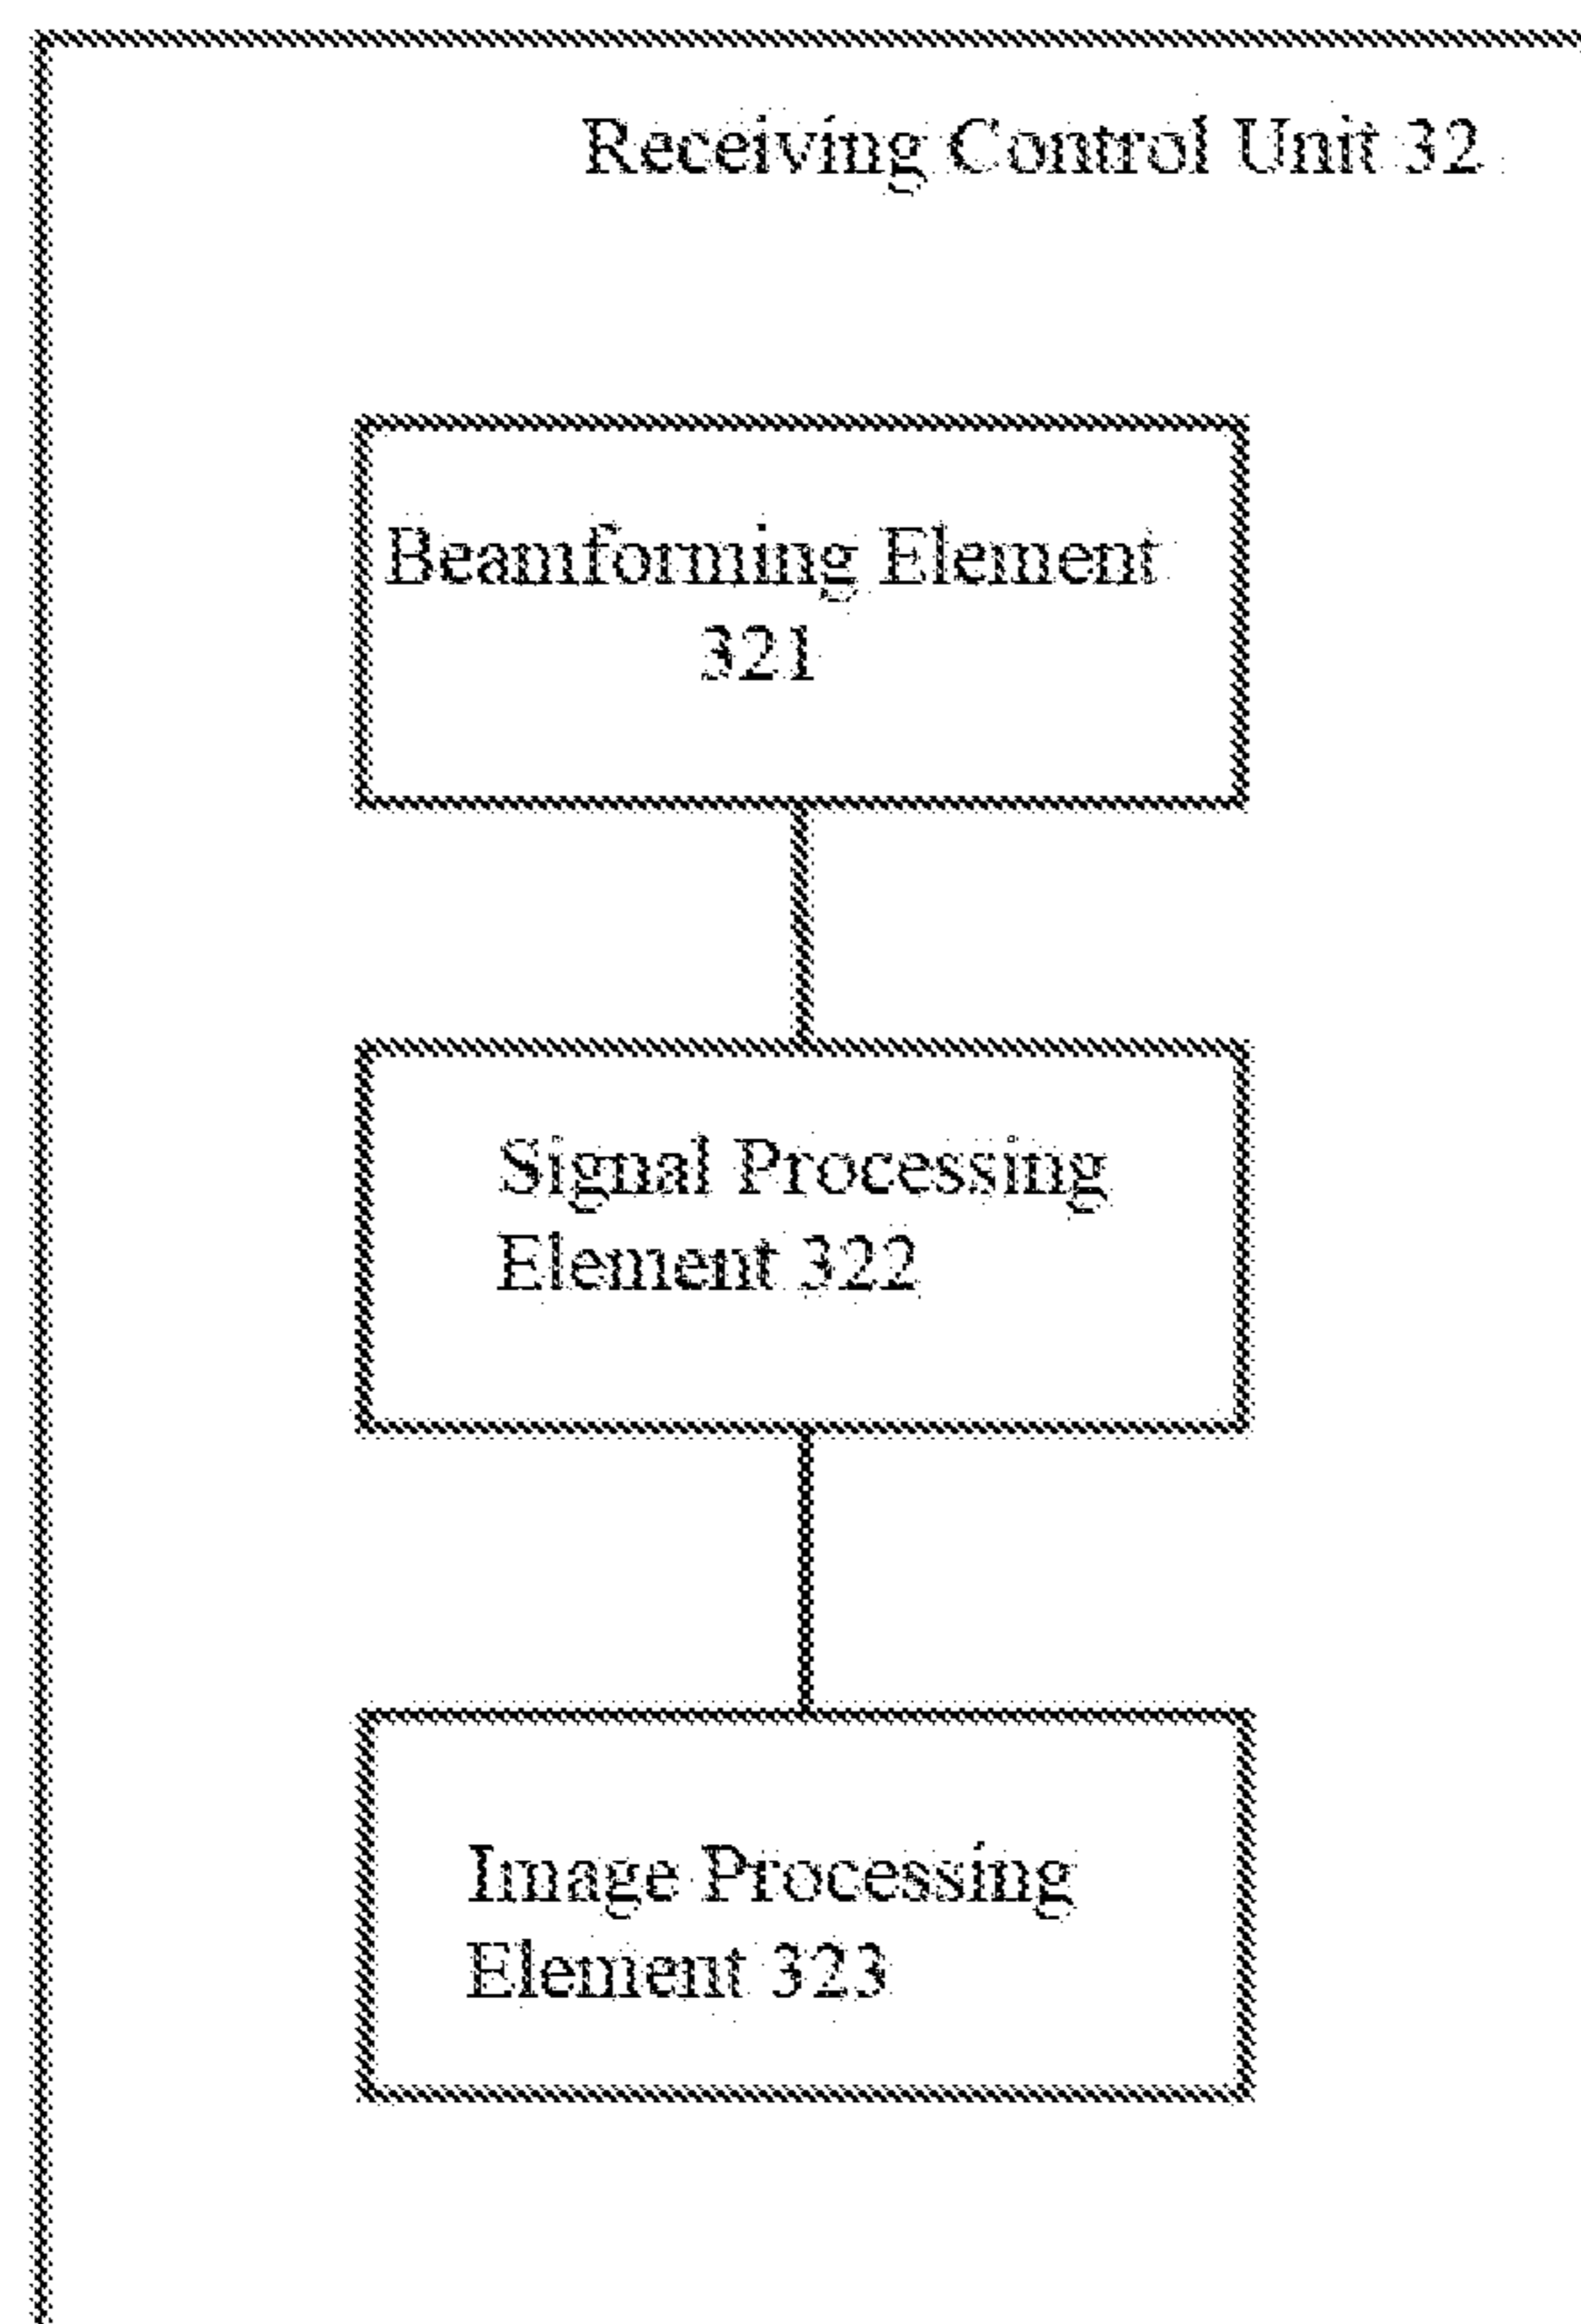 Receiving Control Unit 32
Beamforming Element
321
Signal Processing
Element 322
Image Processing
Element 323